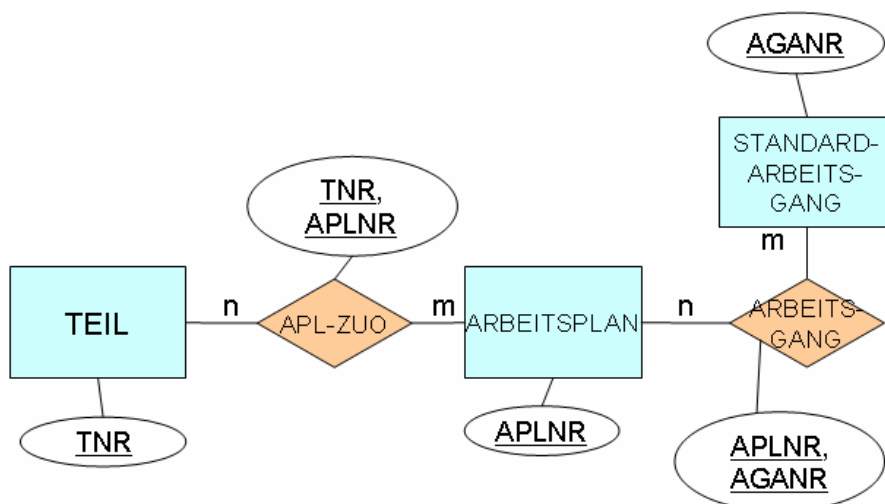 AGANR
STANDARD-
ARBEITS-
GANG
m
TNR,
APLNR
TEIL
n
APL-ZUO
m
ARBEITSPLAN
n
ARBEITS-
GANG
TNR
APLNR
APLNR,
AGANR